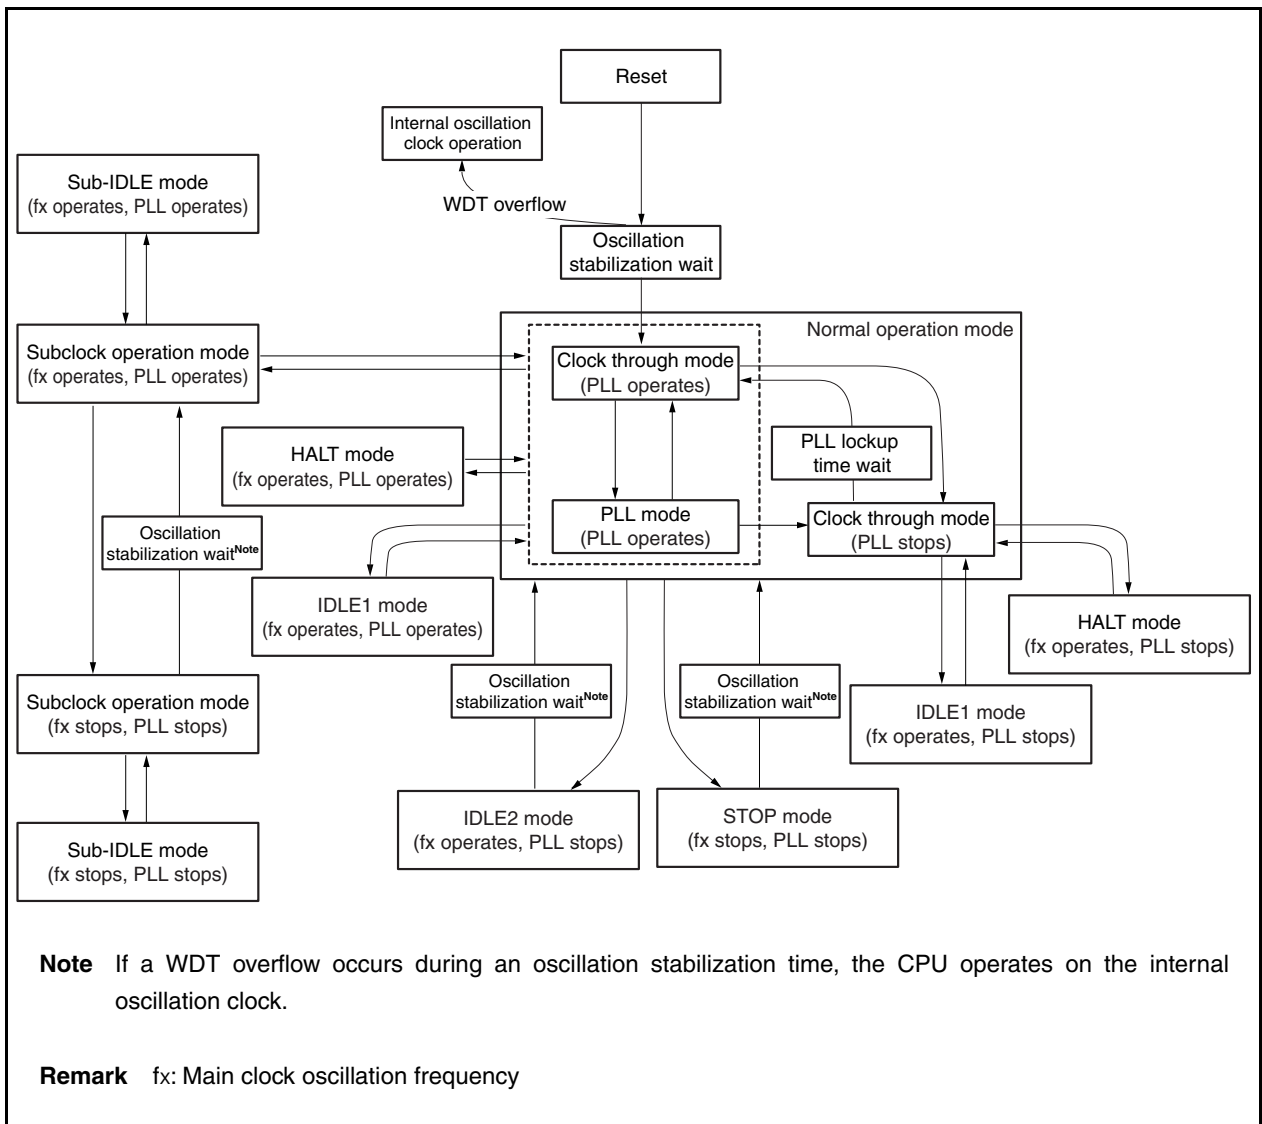 Reset
Internal oscillation
clock operation
WDT overflow
Sub-IDLE mode
(fx operates, PLL operates)
Oscillation
stabilization wait
Normal operation mode
Subclock operation mode
(fx operates, PLL operates)
Clock through mode
(PLL operates)
HALT mode
(fx operates, PLL operates)
PLL lockup
time wait
PLL mode
(PLL operates)
Clock through mode
(PLL stops)
Oscillation
stabilization waitNote
IDLE1 mode
(fx operates, PLL operates)
HALT mode
(fx operates, PLL stops)
Subclock operation mode
(fx stops, PLL stops)
Oscillation
stabilization waitNote
Oscillation
stabilization waitNote
IDLE1 mode
(fx operates, PLL stops)
IDLE2 mode
(fx operates, PLL stops)
STOP mode
(fx stops, PLL stops)
Sub-IDLE mode
(fx stops, PLL stops)
Note If a WDT overflow occurs during an oscillation stabilization time, the CPU operates on the internal
oscillation clock.
Remark fx: Main clock oscillation frequency